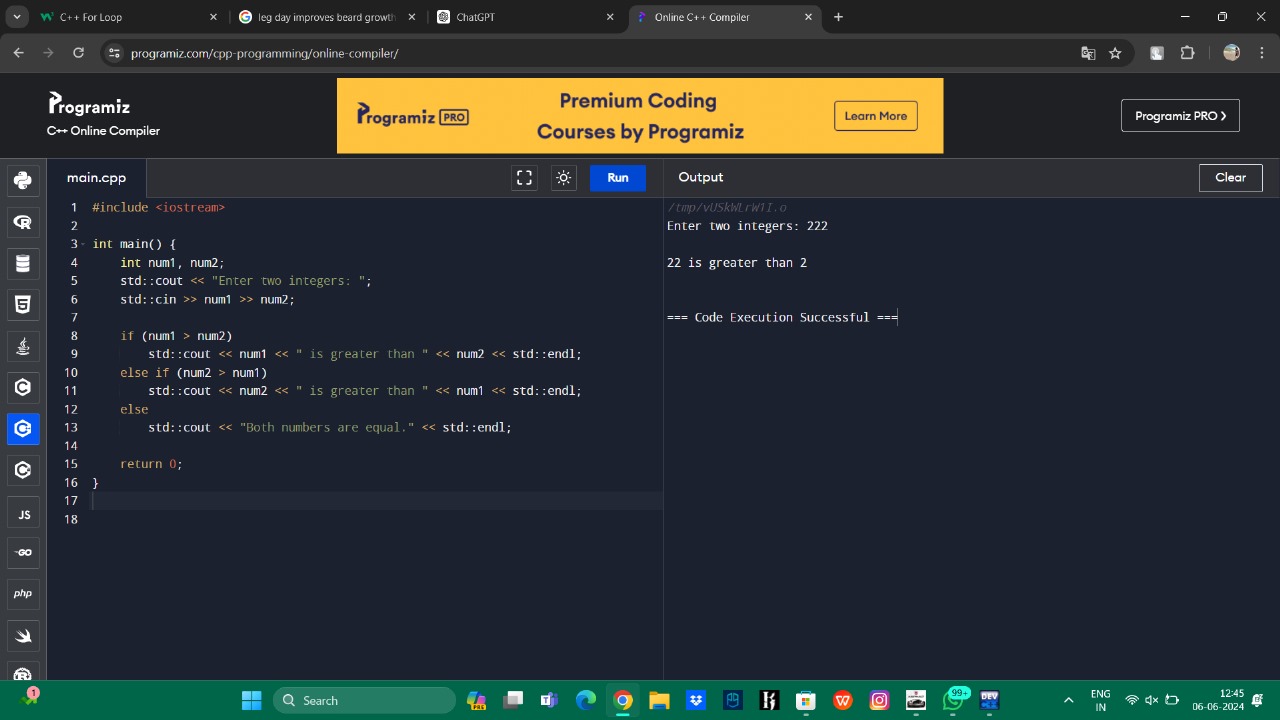 C++ For Loop
leg day improves beard growth
ChatGPT
Online C++ Compiler
programiz.com/cpp-programming/online-compiler/
Programiz
C++ Online Compiler
Programiz PRO
Premium Coding
Courses by Programiz
Learn More
Programiz PRO
main.cpp
Run
Output
Clear
1 #include <iostream>
2
3 int main() {
4 int num1, num2;
5 std::cout << "Enter two integers: ";
6 std::cin >> num1 >> num2;
7
8 if (num1 > num2)
9 std::cout << num1 << " is greater than " << num2 << std::endl;
10 else if (num2 > num1)
11 std::cout << num2 << " is greater than " << num1 << std::endl;
12 else
13 std::cout << "Both numbers are equal." << std::endl;
14
15 return 0;
16 }
17
18
/tmp/vUSkWLrW1I.o
Enter two integers: 222
22 is greater than 2
=== Code Execution Successful ===
JS
GO
php
1
Search
PRE
99+
DEV
ENG
IN
12:45
06-06-2024